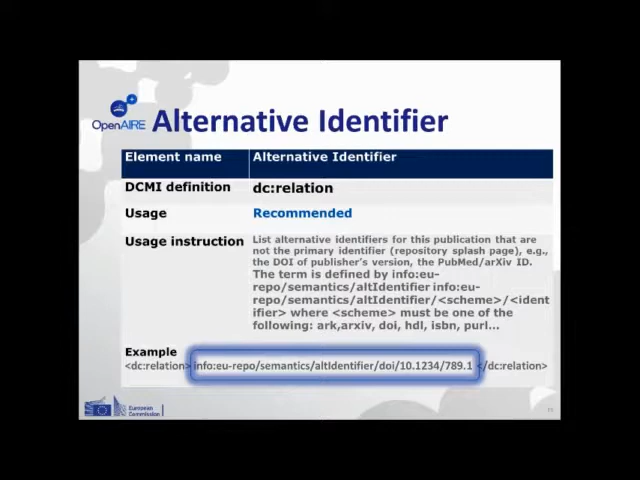 OpenAIRE
Alternative Identifier
Element name
Alternative Identifier
DCMI definition
dc:relation
Usage
Recommended
Usage instruction
List alternative identifiers for this publication that are
not the primary identifier (repository splash page), e.g.,
the DOI of publisher's version, the PubMed/arXiv ID.
The term is defined by info:eu-
repo/semantics/altIdentifier info:eu-
repo/semantics/altIdentifier/<scheme>/<ident
ifier> where <scheme> must be one of the
following: ark,arxiv, doi, hdl, isbn, purl...
Example
<dc:relation> info:eu-repo/semantics/altIdentifier/doi/10.1234/789.1 </dc:relation>
European
Commission